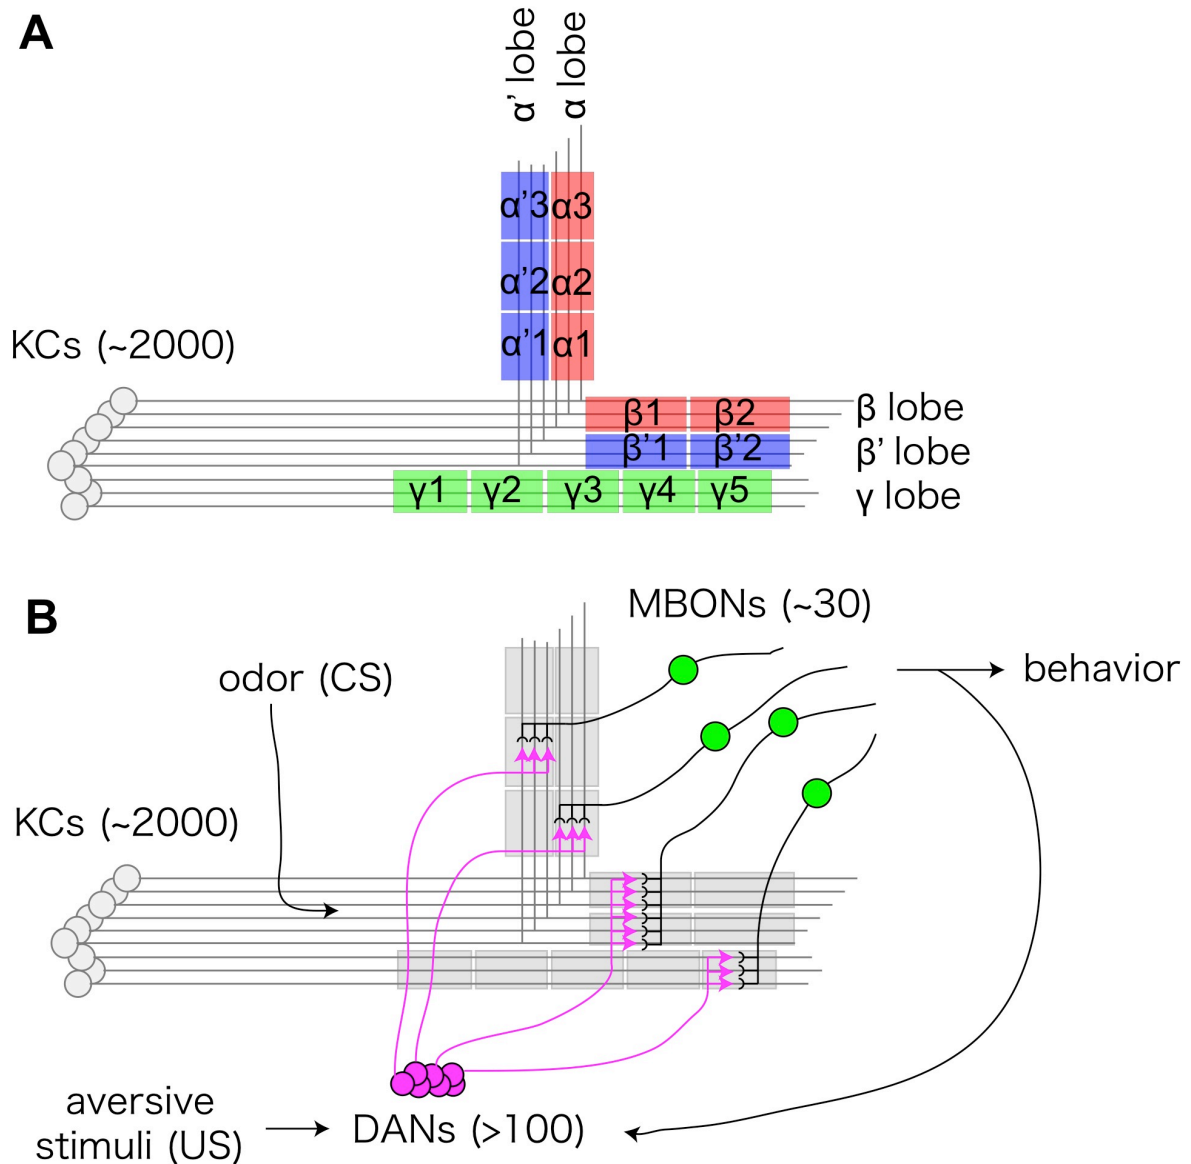 A
α' lobe
α lobe
α'3 α3
α'2 α2
α'1 α1
KCs (~2000)
β1 β2 β lobe
β'1 β'2 β' lobe
γ1 γ2 γ3 γ4 γ5 γ lobe
B
MBONs (~30)
odor (CS)
behavior
KCs (~2000)
aversive
stimuli (US)
DANs (>100)